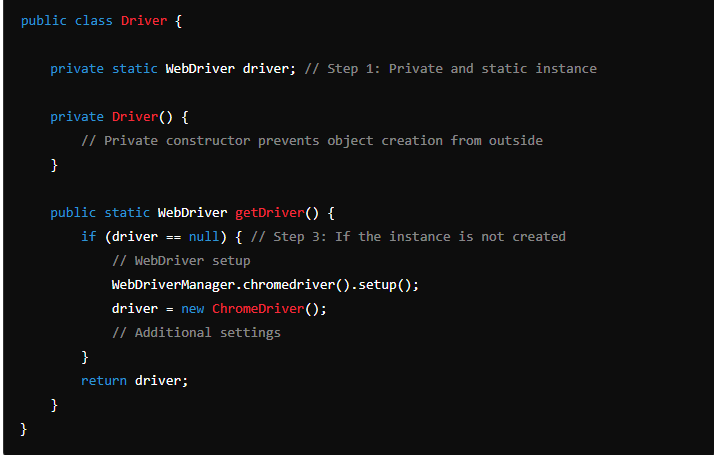 public class Driver {
private static WebDriver driver; // Step 1: Private and static instance
private Driver() {
// Private constructor prevents object creation from outside
}
public static WebDriver getDriver() {
if (driver == null) { // Step 3: If the instance is not created
// WebDriver setup
WebDriverManager.chromedriver().setup();
driver = new ChromeDriver();
// Additional settings
}
return driver;
}
}